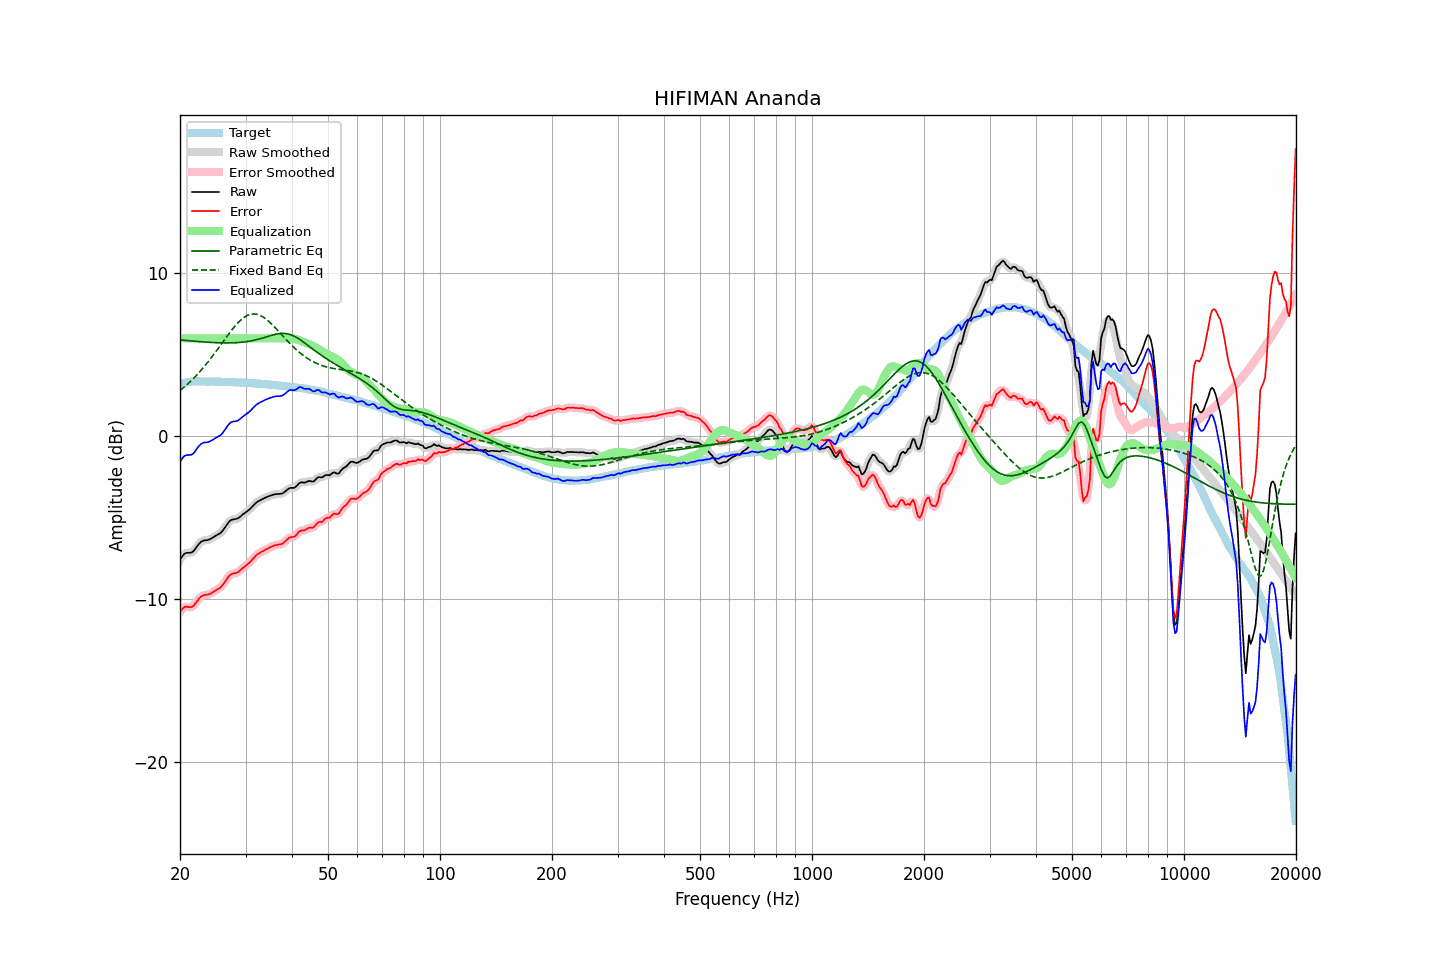 HIFIMAN Ananda
Target
Raw Smoothed
Error Smoothed
Raw
Error
Equalization
Parametric Eq
Fixed Band Eq
Equalized
Amplitude (dBr)
10
0
−10
−20
20 50 100 200 500 1000 2000 5000 10000 20000
Frequency (Hz)